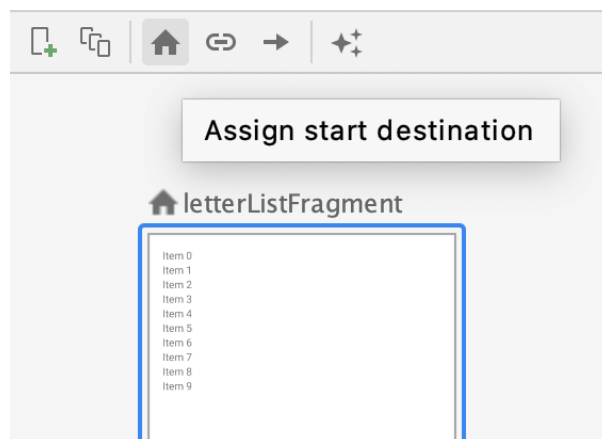 Assign start destination
letterListFragment
Item 0
Item 1
Item 2
Item 3
Item 4
Item 5
Item 6
Item 7
Item 8
Item 9